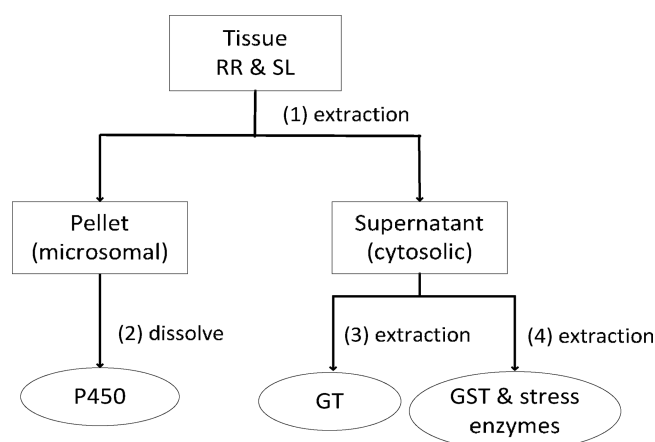 Tissue
RR & SL
(1) extraction
Pellet
(microsomal)
Supernatant
(cytosolic)
(2) dissolve
(3) extraction
(4) extraction
P450
GT
GST & stress
enzymes